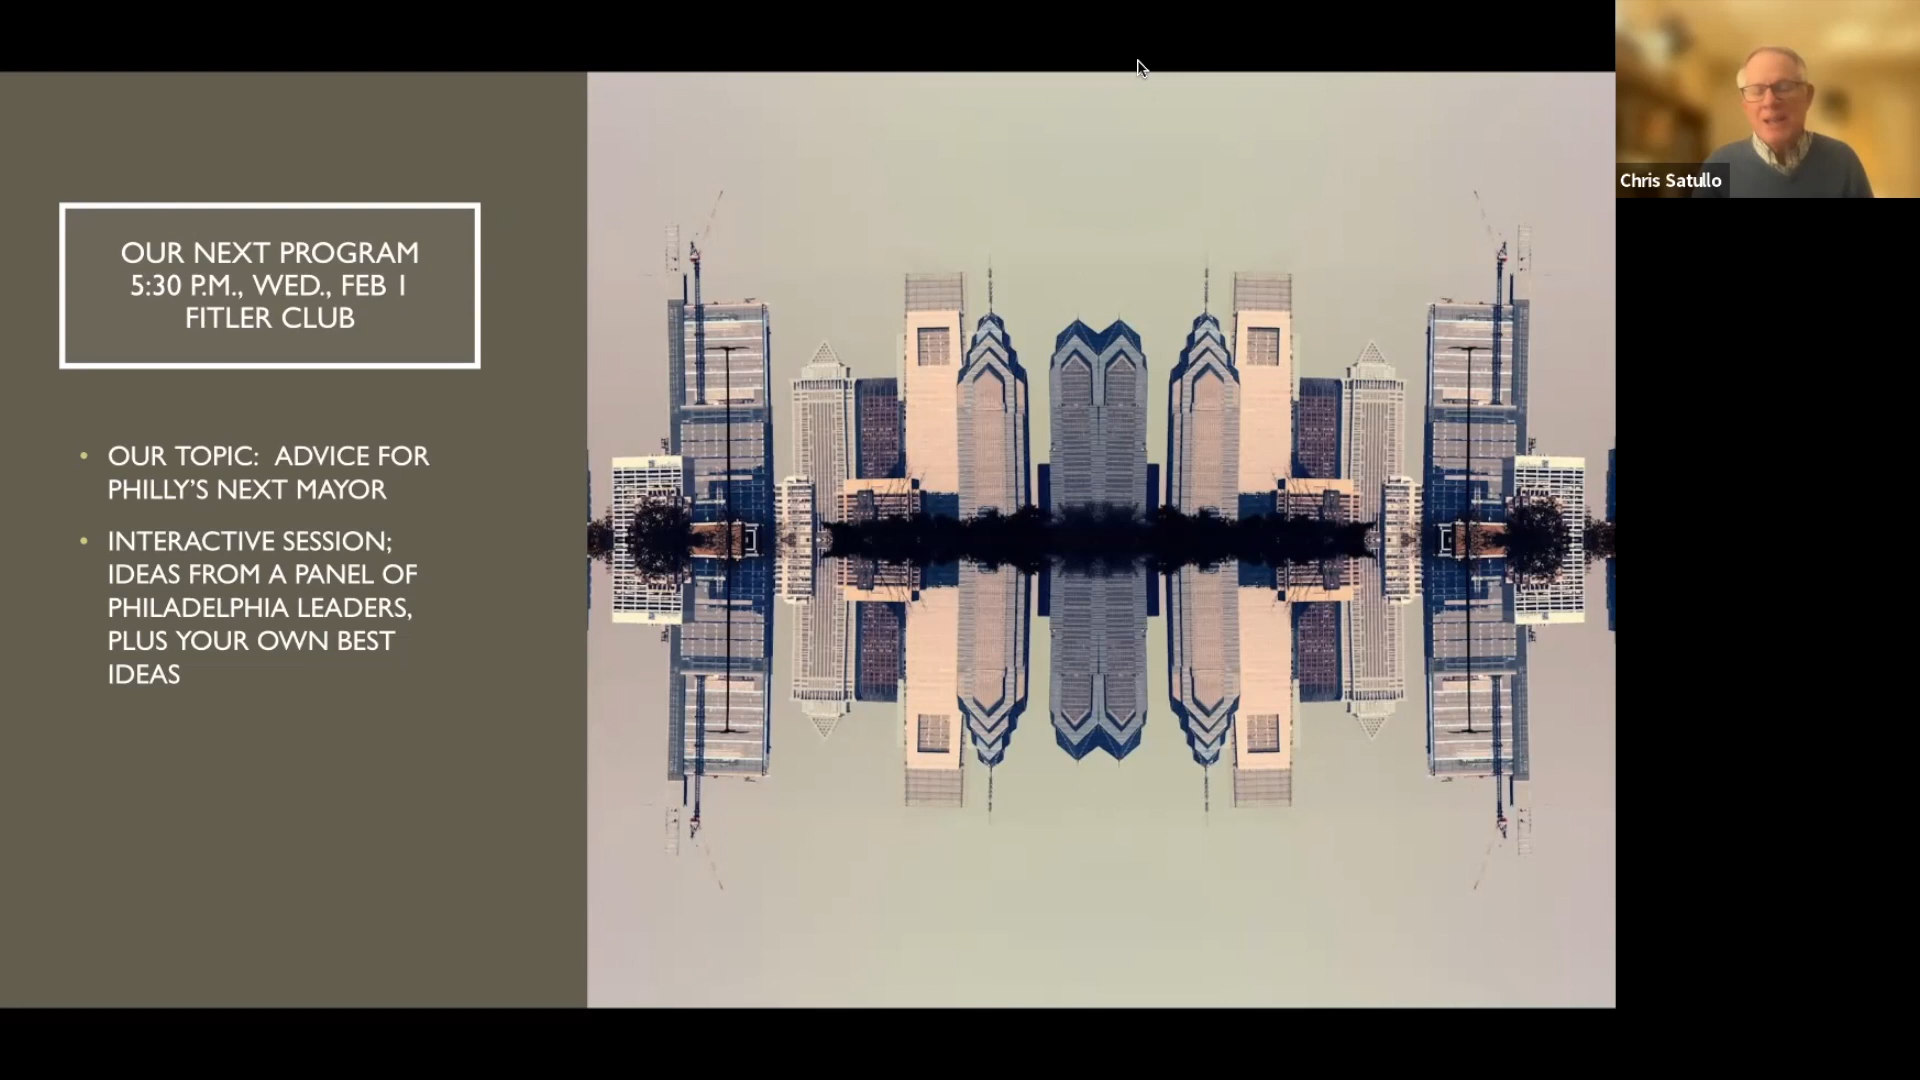 OUR NEXT PROGRAM
5:30 P.M., WED., FEB 1
FITLER CLUB
• OUR TOPIC:  ADVICE FOR
PHILLY’S NEXT MAYOR
• INTERACTIVE SESSION;
IDEAS FROM A PANEL OF
PHILADELPHIA LEADERS,
PLUS YOUR OWN BEST
IDEAS
Chris Satullo